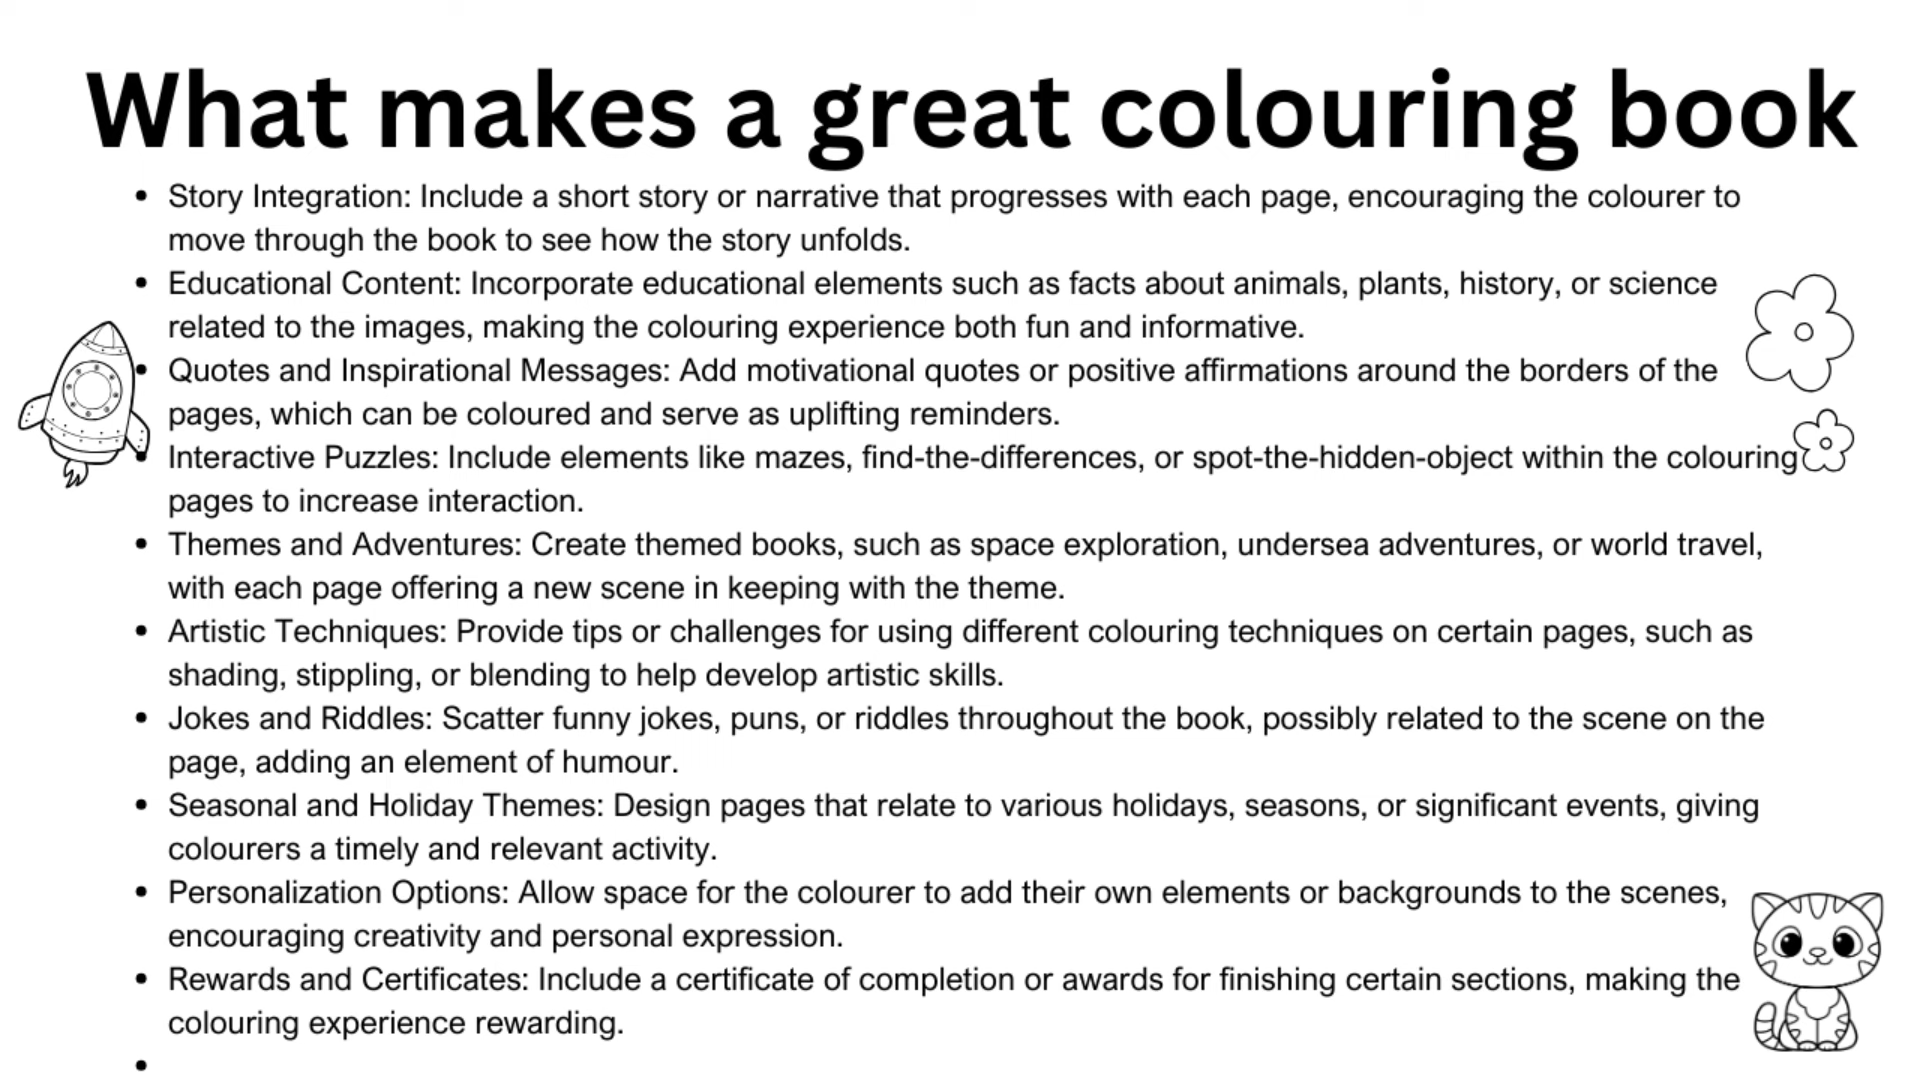 What makes a great colouring book
• Story Integration: Include a short story or narrative that progresses with each page, encouraging the colourer to
move through the book to see how the story unfolds.
• Educational Content: Incorporate educational elements such as facts about animals, plants, history, or science
related to the images, making the colouring experience both fun and informative.
• Quotes and Inspirational Messages: Add motivational quotes or positive affirmations around the borders of the
pages, which can be coloured and serve as uplifting reminders.
• Interactive Puzzles: Include elements like mazes, find-the-differences, or spot-the-hidden-object within the colouring
pages to increase interaction.
• Themes and Adventures: Create themed books, such as space exploration, undersea adventures, or world travel,
with each page offering a new scene in keeping with the theme.
• Artistic Techniques: Provide tips or challenges for using different colouring techniques on certain pages, such as
shading, stippling, or blending to help develop artistic skills.
• Jokes and Riddles: Scatter funny jokes, puns, or riddles throughout the book, possibly related to the scene on the
page, adding an element of humour.
• Seasonal and Holiday Themes: Design pages that relate to various holidays, seasons, or significant events, giving
colourers a timely and relevant activity.
• Personalization Options: Allow space for the colourer to add their own elements or backgrounds to the scenes,
encouraging creativity and personal expression.
• Rewards and Certificates: Include a certificate of completion or awards for finishing certain sections, making the
colouring experience rewarding.
•